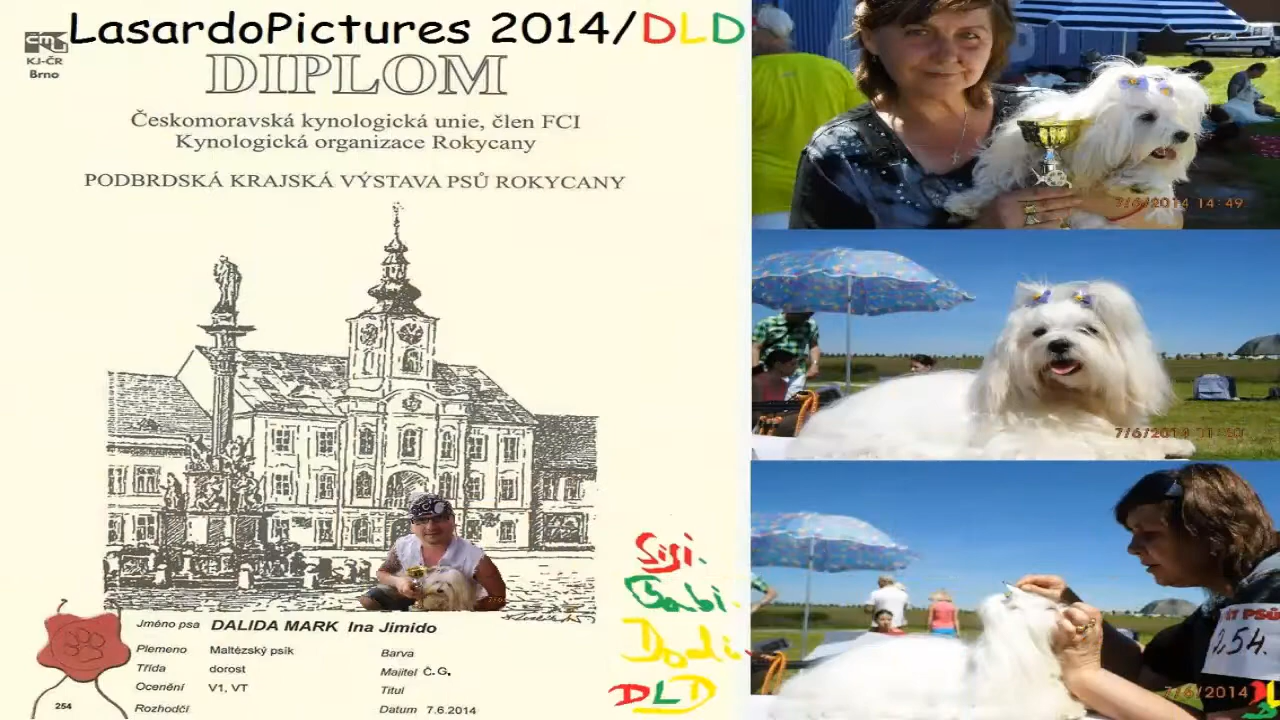 LasardoPictures 2014/DLD
KJ-ČR
Brno
DIPLOM
Českomoravská kynologická unie, člen FCI
Kynologická organizace Rokycany
PODBRDSKÁ KRAJSKÁ VÝSTAVA PSŮ ROKYCANY
Jméno psa DALIDA MARK Ina Jimido
Plemeno Maltézský psík
Třída dorost
Ocenění V1, VT
Rozhodčí
Barva
Majitel Č.G.
Titul
Datum 7.6.2014
254
Sisi.
Gabi.
Dodi.
DLD
7/6/2014 14:49
7/6/2014
7/6/2014
PSŮ
254.